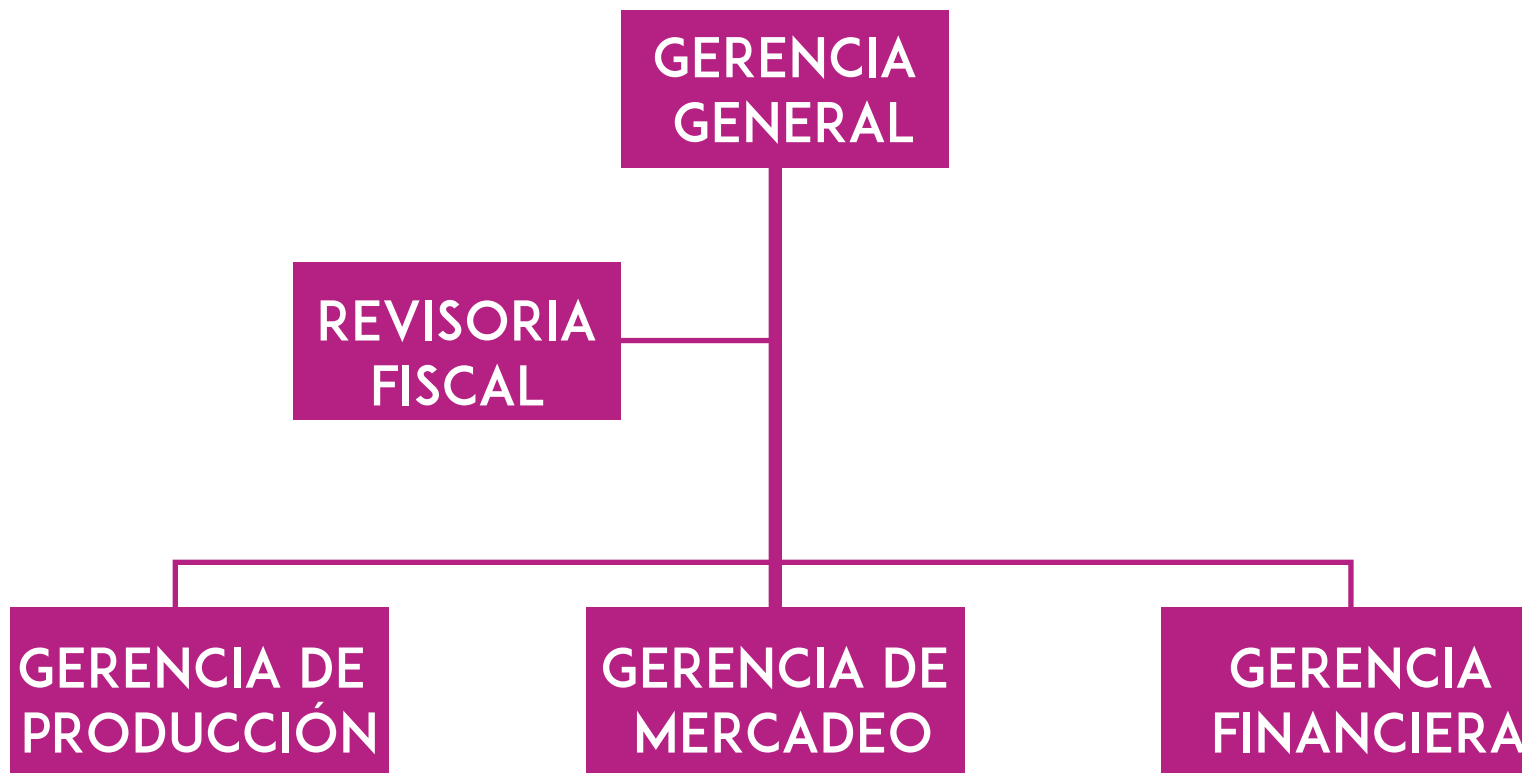 GERENCIA
GENERAL
REVISORIA
FISCAL
GERENCIA DE
PRODUCCIÓN
GERENCIA DE
MERCADEO
GERENCIA
FINANCIERA